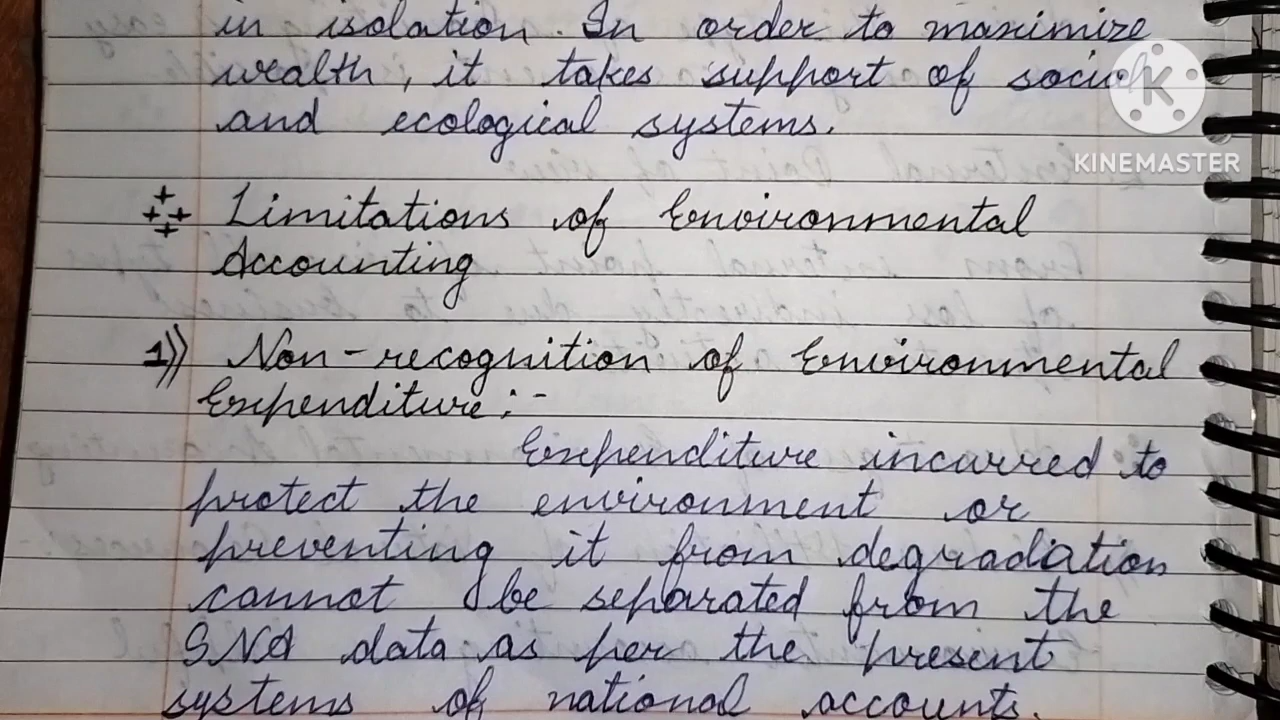 in isolation. In order to maximize
wealth, it takes support of social
and ecological systems.
K
KINEMASTER
Limitations of Environmental
Accounting
1)) Non-recognition of Environmental
Expenditure:-
Expenditure incurred to
protect the environment or
preventing it from degradation
cannot be separated from the
SNA data as per the present
systems of national accounts.